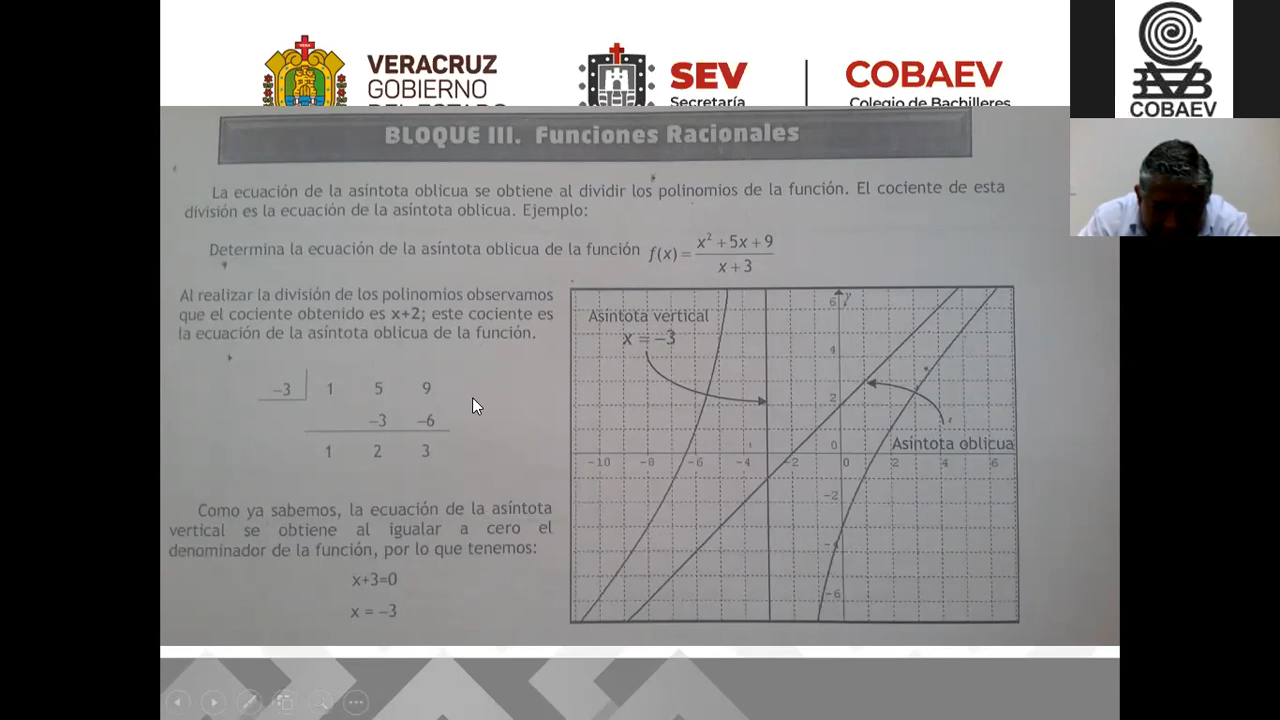 VERACRUZ
GOBIERNO
DEL ESTADO
SEV
Secretaría
COBAEV
Colegio de Bachilleres
COBAEV
BLOQUE III. Funciones Racionales
La ecuación de la asíntota oblicua se obtiene al dividir los polinomios de la función. El cociente de esta
división es la ecuación de la asíntota oblicua. Ejemplo:
Determina la ecuación de la asíntota oblicua de la función f(x) = (x² + 5x + 9) / (x + 3)
Al realizar la división de los polinomios observamos
que el cociente obtenido es x+2; este cociente es
la ecuación de la asíntota oblicua de la función.
-3 | 1 5 9
-3 -6
1 2 3
Como ya sabemos, la ecuación de la asíntota
vertical se obtiene al igualar a cero el
denominador de la función, por lo que tenemos:
x+3=0
x = -3
Asíntota vertical
x = -3
Asíntota oblicua
y
6
4
2
0
-2
-4
-6
-10 -8 -6 -4 -2 0 2 4 6